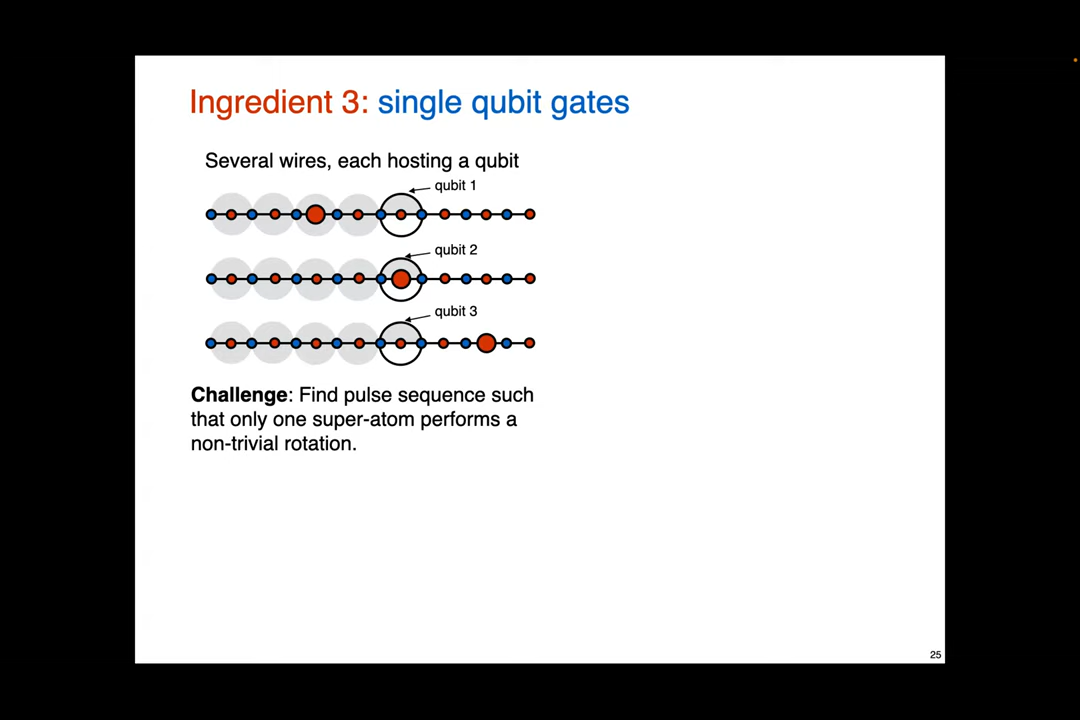 Ingredient 3: single qubit gates
Several wires, each hosting a qubit
qubit 1
qubit 2
qubit 3
Challenge: Find pulse sequence such
that only one super-atom performs a
non-trivial rotation.
25